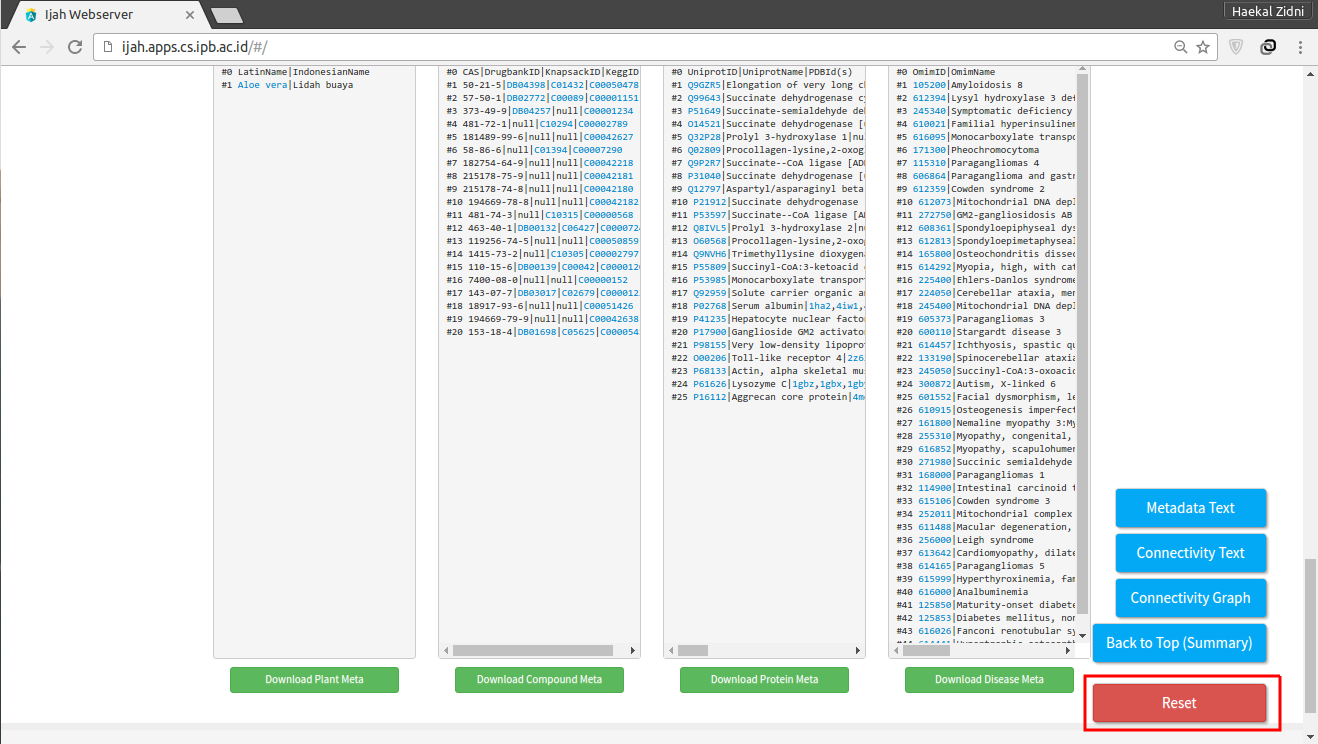 Ijah Webserver
Haekal Zidni
ijah.apps.cs.ipb.ac.id/#/
#0 LatinName|IndonesianName
#1 Aloe vera|Lidah buaya
Download Plant Meta
#0 CAS|DrugbankID|KnapsackID|KeggID
#1 50-21-5|DB04398|C01432|C00050478
#2 57-50-1|DB02772|C00089|C00001151
#3 373-49-9|DB04257|null|C00001234
#4 481-72-1|null|C10294|C00002789
#5 181489-99-6|null|null|C00042627
#6 58-86-6|null|C01394|C00007290
#7 182754-64-9|null|null|C00042218
#8 215178-75-9|null|null|C00042181
#9 215178-74-8|null|null|C00042180
#10 194669-78-8|null|null|C00042182
#11 481-74-3|null|C10315|C00000568
#12 463-40-1|DB00132|C06427|C0000724
#13 119256-74-5|null|null|C00050859
#14 1415-73-2|null|C10305|C00002797
#15 110-15-6|DB00139|C00042|C0000120
#16 7400-08-0|null|null|C00000152
#17 143-07-7|DB03017|C02679|C000012
#18 18917-93-6|null|null|C00051426
#19 194669-79-9|null|null|C00042638
#20 153-18-4|DB01698|C05625|C000054
Download Compound Meta
#0 UniprotID|UniprotName|PDBId(s)
#1 Q9GZR5|Elongation of very long c
#2 Q99643|Succinate dehydrogenase cy
#3 P51649|Succinate-semialdehyde deh
#4 O14521|Succinate dehydrogenase [
#5 Q32P28|Prolyl 3-hydroxylase 1|nu
#6 Q02809|Procollagen-lysine,2-oxog
#7 Q9P2R7|Succinate--CoA ligase [AD
#8 P31040|Succinate dehydrogenase [
#9 Q12797|Aspartyl/asparaginyl beta
#10 P21912|Succinate dehydrogenase
#11 P53597|Succinate--CoA ligase [A
#12 Q8IVL5|Prolyl 3-hydroxylase 2|n
#13 O60568|Procollagen-lysine,2-oxo
#14 Q9NVH6|Trimethyllysine dioxygena
#15 P55809|Succinyl-CoA:3-ketoacid
#16 P53985|Monocarboxylate transport
#17 Q92959|Solute carrier organic an
#18 P02768|Serum albumin|1ha2,4iw1,
#19 P41235|Hepatocyte nuclear factor
#20 P17900|Ganglioside GM2 activator
#21 P98155|Very low-density lipoprot
#22 O00206|Toll-like receptor 4|2z6
#23 P68133|Actin, alpha skeletal mus
#24 P61626|Lysozyme C|1gbz,1gbx,1gby
#25 P16112|Aggrecan core protein|4m
Download Protein Meta
#0 OmimID|OmimName
#1 105200|Amyloidosis 8
#2 612394|Lysyl hydroxylase 3 def
#3 245340|Symptomatic deficiency
#4 610021|Familial hyperinsulinem
#5 616095|Monocarboxylate transpo
#6 171300|Pheochromocytoma
#7 115310|Paragangliomas 4
#8 606864|Paraganglioma and gastr
#9 612359|Cowden syndrome 2
#10 612073|Mitochondrial DNA depl
#11 272750|GM2-gangliosidosis AB
#12 608361|Spondyloepiphyseal dys
#13 612813|Spondyloepimetaphyseal
#14 165800|Osteochondritis dissec
#15 614292|Myopia, high, with cat
#16 225400|Ehlers-Danlos syndrome
#17 224050|Cerebellar ataxia, men
#18 245400|Mitochondrial DNA depl
#19 605373|Paragangliomas 3
#20 600110|Stargardt disease 3
#21 614457|Ichthyosis, spastic qu
#22 133190|Spinocerebellar ataxia
#23 245050|Succinyl-CoA:3-oxoacid
#24 300872|Autism, X-linked 6
#25 601552|Facial dysmorphism, le
#26 610915|Osteogenesis imperfect
#27 161800|Nemaline myopathy 3:My
#28 255310|Myopathy, congenital,
#29 616852|Myopathy, scapulohumer
#30 271980|Succinic semialdehyde
#31 168000|Paragangliomas 1
#32 114900|Intestinal carcinoid t
#33 615106|Cowden syndrome 3
#34 252011|Mitochondrial complex
#35 611488|Macular degeneration,
#36 256000|Leigh syndrome
#37 613642|Cardiomyopathy, dilate
#38 614165|Paragangliomas 5
#39 615999|Hyperthyroxinemia, fam
#40 616000|Analbuminemia
#41 125850|Maturity-onset diabete
#42 125853|Diabetes mellitus, non
#43 616026|Fanconi renotubular sy
Download Disease Meta
Metadata Text
Connectivity Text
Connectivity Graph
Back to Top (Summary)
Reset